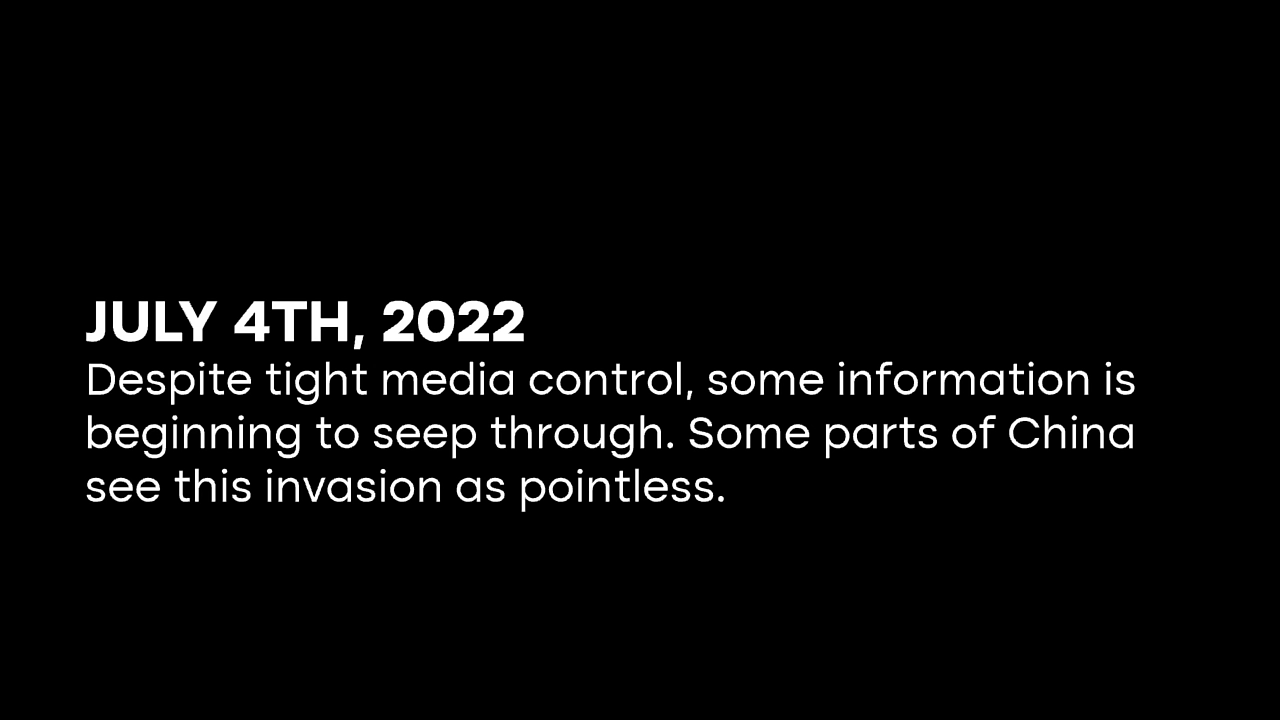 JULY 4TH, 2022
Despite tight media control, some information is
beginning to seep through. Some parts of China
see this invasion as pointless.